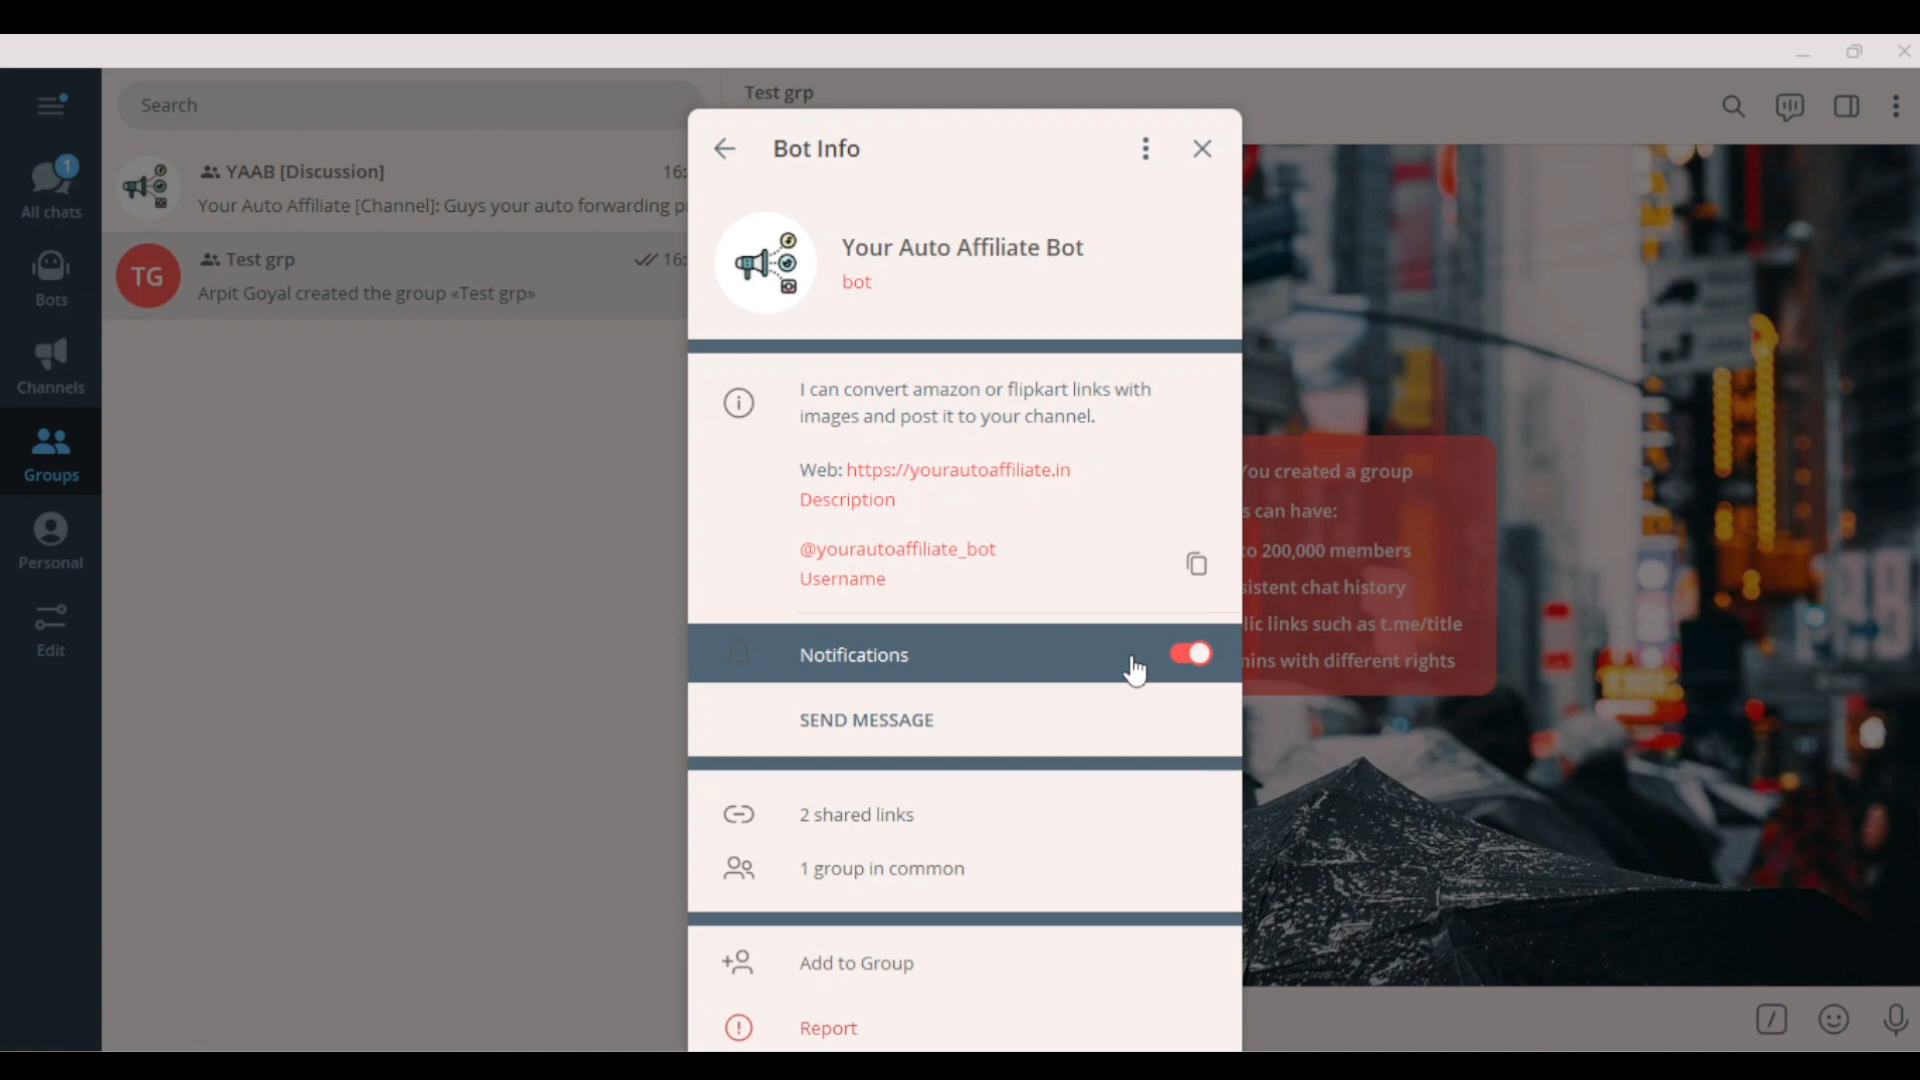 Search
Test grp
All chats
1
Bots
Channels
Groups
Personal
Edit
YAAB [Discussion]
16:
Your Auto Affiliate [Channel]: Guys your auto forwarding
TG
Test grp
16:
Arpit Goyal created the group «Test grp»
Bot Info
Your Auto Affiliate Bot
bot
I can convert amazon or flipkart links with
images and post it to your channel.
Web: https://yourautoaffiliate.in
Description
@yourautoaffiliate_bot
Username
Notifications
SEND MESSAGE
2 shared links
1 group in common
Add to Group
Report
You created a group
can have:
to 200,000 members
chat history
links such as t.me/title
with different rights